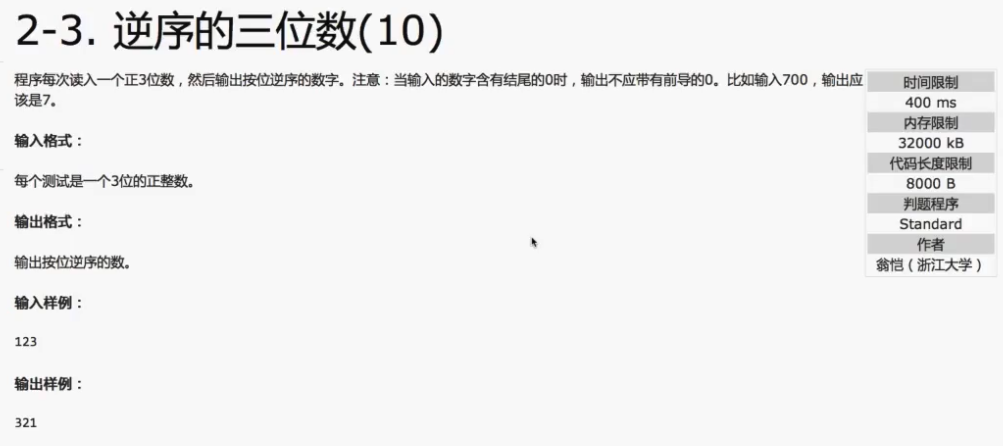 2-3. 逆序的三位数(10)
程序每次读入一个正3位数，然后输出按位逆序的数字。注意：当输入的数字含有结尾的0时，输出不应带有前导的0。比如输入700，输出应
该是7。
输入格式：
每个测试是一个3位的正整数。
输出格式：
输出按位逆序的数。
输入样例：
123
输出样例：
321
时间限制
400 ms
内存限制
32000 kB
代码长度限制
8000 B
判题程序
Standard
作者
翁恺（浙江大学）